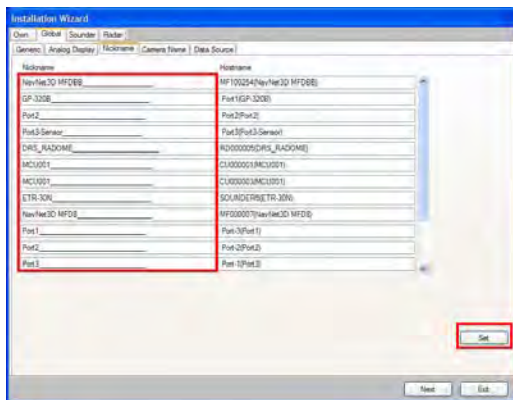 Installation Wizard
Own Global Sounder Radar
Generic Analog Display Nickname Camera Name Data Source
Nickname Hostname
NavNet3D MFDBB MF100254(NavNet3D MFDBB)
GP-320B Port1(GP-320B)
Port2 Port2(Port2)
Port3-Sensor Port3(Port3-Sensor)
DRS_RADOME RD000005(DRS_RADOME)
MCU001 CU000001(MCU001)
MCU001 CU000003(MCU001)
ETR-30N SOUNDER5(ETR-30N)
NavNet3D MFD8 MF000007(NavNet3D MFD8)
Port1 Port-3(Port1)
Port2 Port-2(Port2)
Port3 Port-1(Port3)
Set
Next Exit